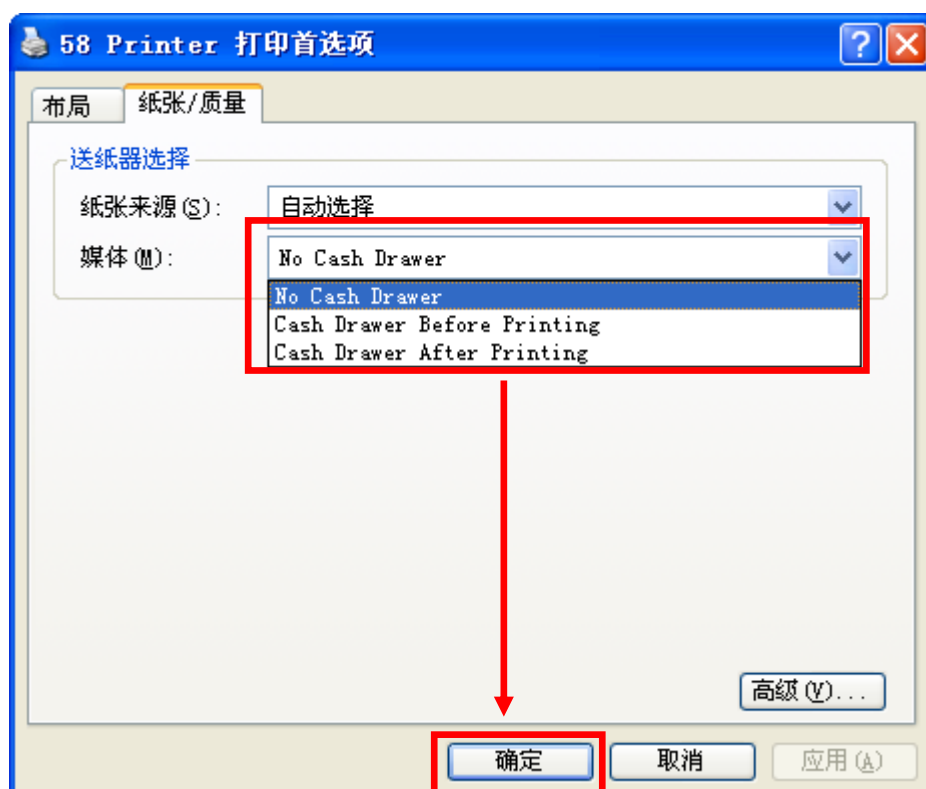 58 Printer 打印首选项
布局 纸张/质量
送纸器选择
纸张来源(S): 自动选择
媒体(M): No Cash Drawer
No Cash Drawer
Cash Drawer Before Printing
Cash Drawer After Printing
高级(V)...
确定 取消 应用(A)